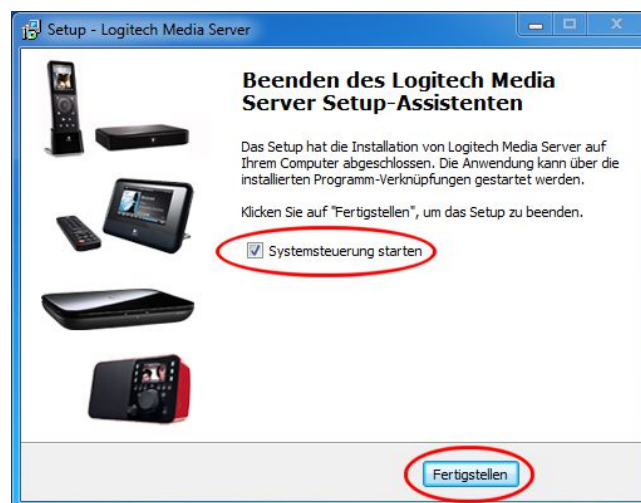 Setup - Logitech Media Server
Beenden des Logitech Media
Server Setup-Assistenten
Das Setup hat die Installation von Logitech Media Server auf
Ihrem Computer abgeschlossen. Die Anwendung kann über die
installierten Programm-Verknüpfungen gestartet werden.
Klicken Sie auf "Fertigstellen", um das Setup zu beenden.
Systemsteuerung starten
Fertigstellen